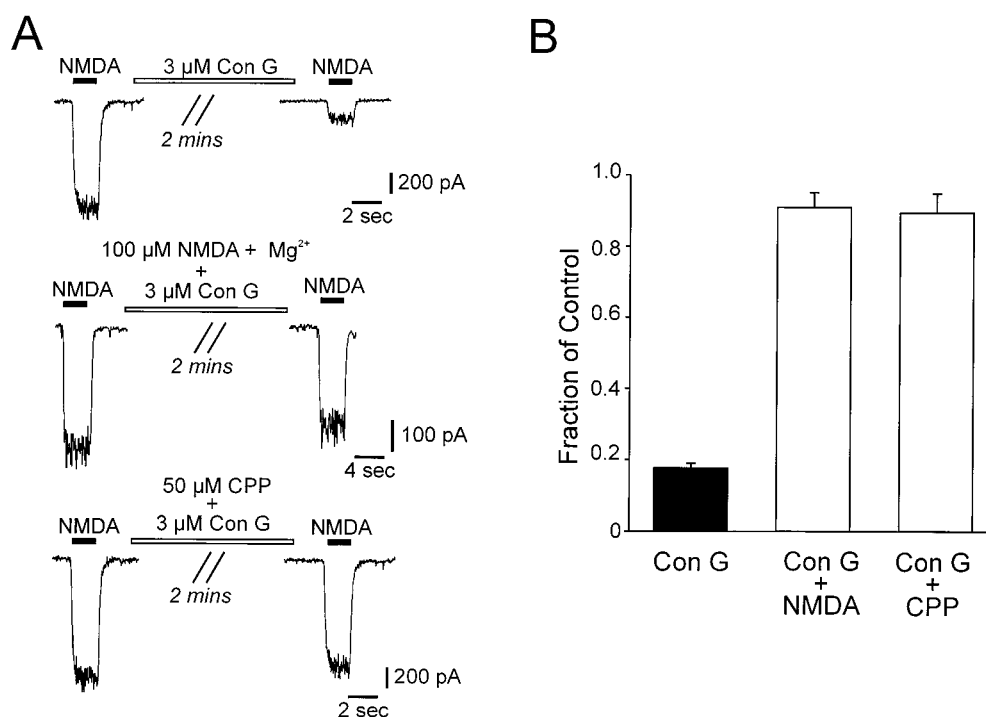 A
NMDA 3 µM Con G NMDA
2 mins
200 pA
2 sec
100 µM NMDA + Mg²⁺
+
NMDA 3 µM Con G NMDA
2 mins
100 pA
4 sec
50 µM CPP
+
NMDA 3 µM Con G NMDA
2 mins
200 pA
2 sec
B
Fraction of Control
1.0
0.8
0.6
0.4
0.2
0
Con G
Con G
+
NMDA
Con G
+
CPP